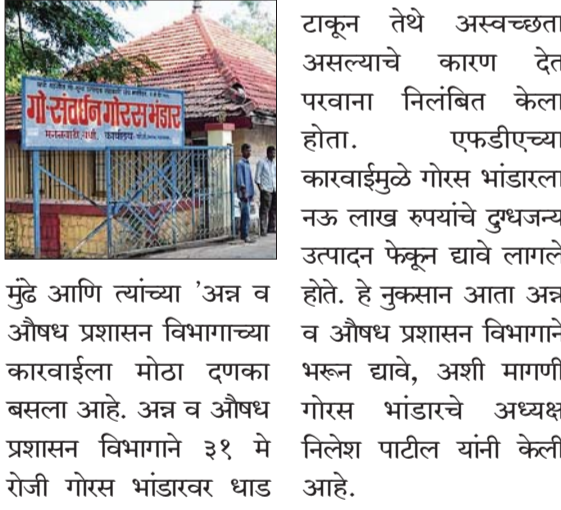 गो-संवर्धन गोरस भंडार
मुंढे आणि त्यांच्या 'अन्न व
औषध प्रशासन विभागाच्या
कारवाईला मोठा दणका
बसला आहे. अन्न व औषध
प्रशासन विभागाने ३१ मे
रोजी गोरस भांडारवर धाड
टाकून तेथे अस्वच्छता
असल्याचे कारण देत
परवाना निलंबित केला
होता. एफडीएच्या
कारवाईमुळे गोरस भांडारला
नऊ लाख रुपयांचे दुग्धजन्य
उत्पादन फेकून द्यावे लागले
होते. हे नुकसान आता अन्न
व औषध प्रशासन विभागाने
भरून द्यावे, अशी मागणी
गोरस भांडारचे अध्यक्ष
निलेश पाटील यांनी केली
आहे.